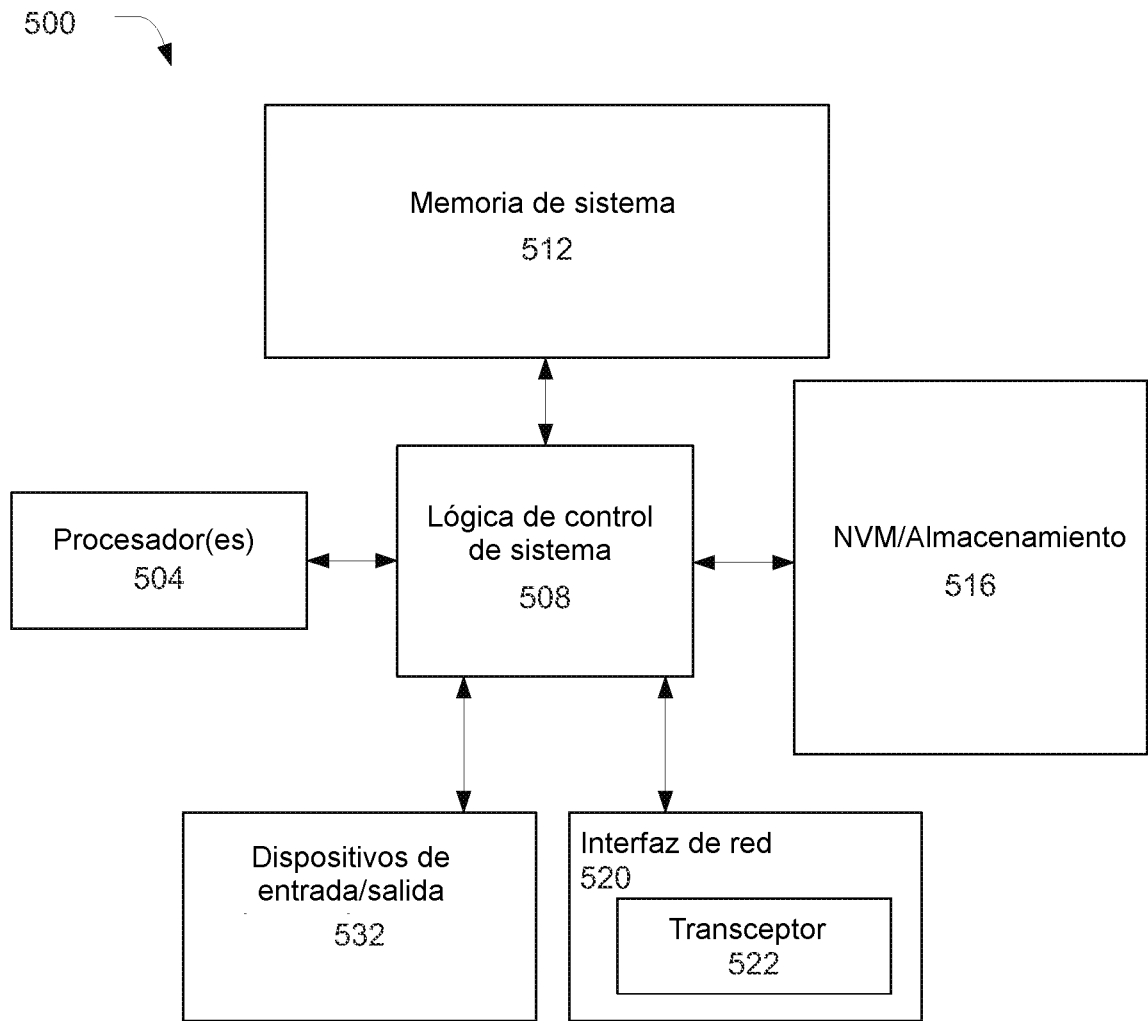 500
Memoria de sistema
512
Lógica de control
de sistema
508
Procesador(es)
504
NVM/Almacenamiento
516
Dispositivos de
entrada/salida
532
Interfaz de red
520
Transceptor
522